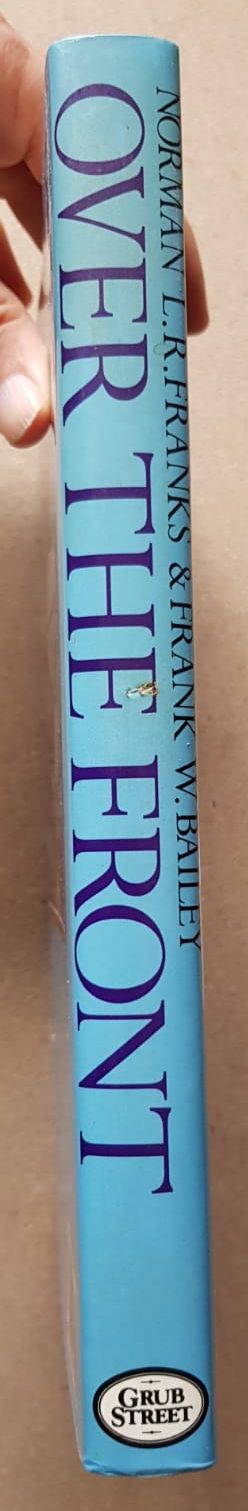 NORMAN L.R.FRANKS & FRANK W. BAILEY
OVER THE FRONT
GRUB
STREET